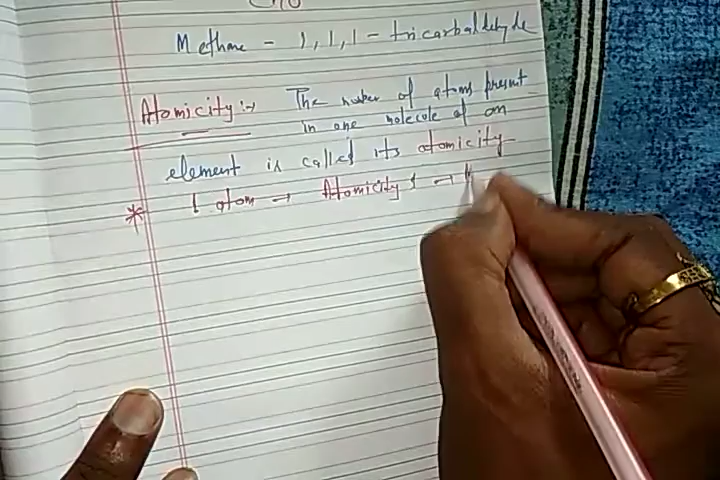 Methane - 1,1,1 - tricarbaldehyde
Atomicity :- The number of atoms present
in one molecule of an
element is called its atomicity
* 1 atom → Atomicity 1 →